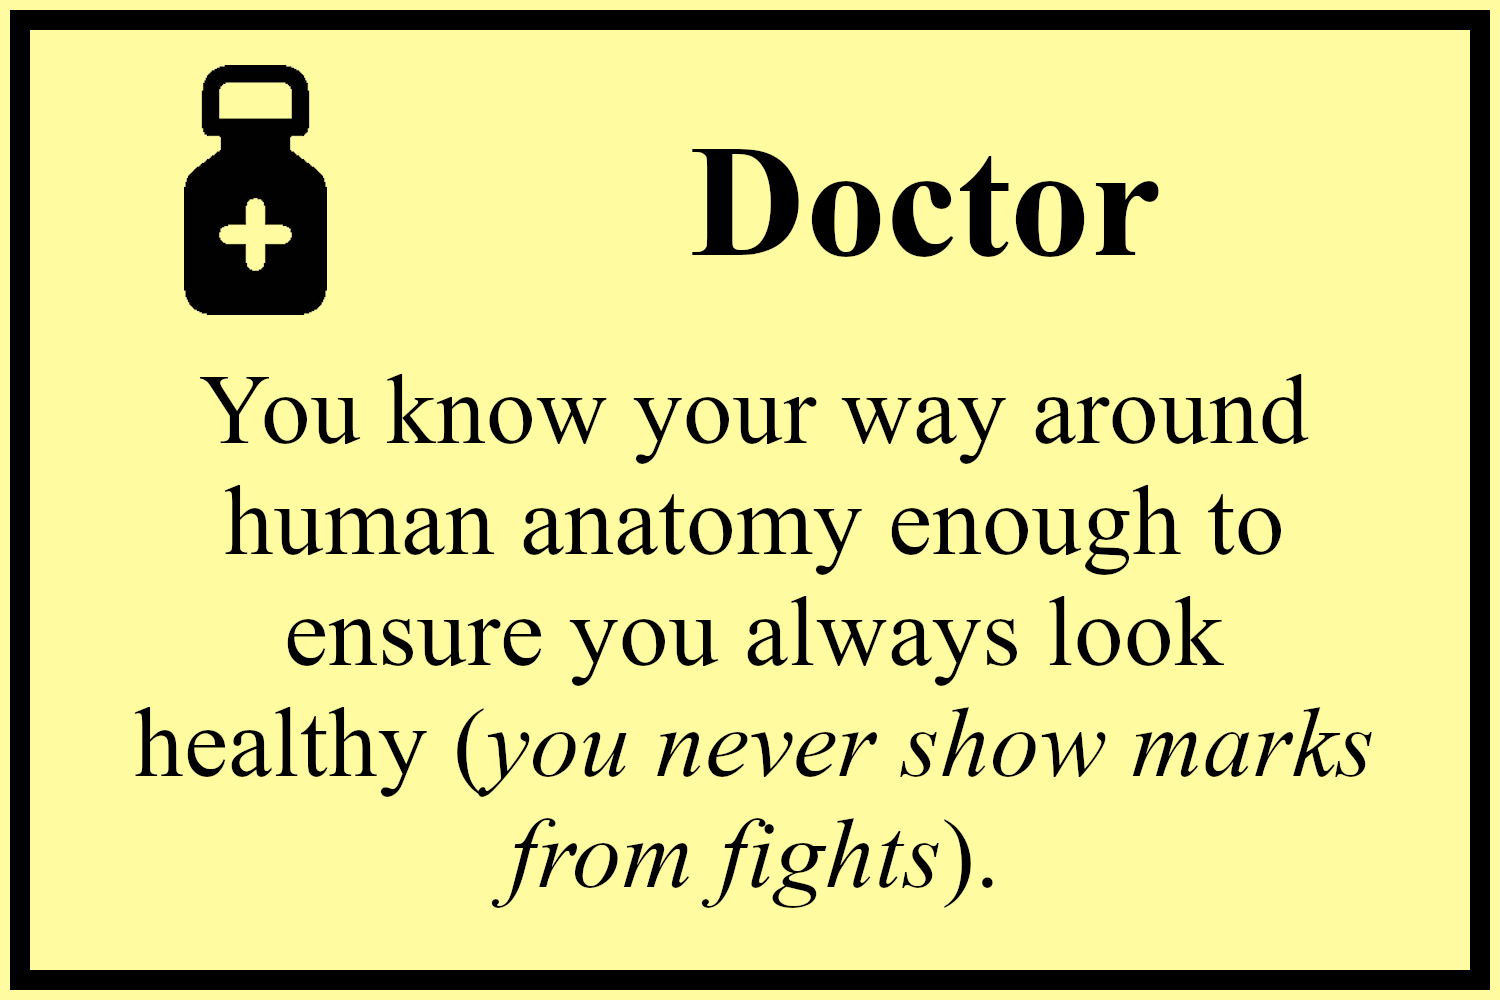 Doctor
You know your way around
human anatomy enough to
ensure you always look
healthy (you never show marks
from fights).